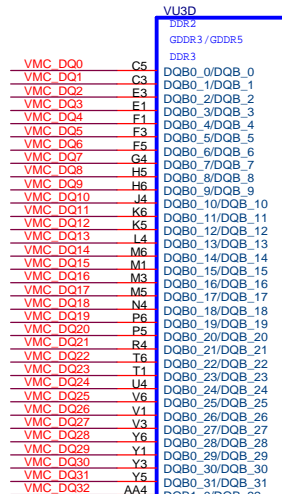 VU3D
DDR2
GDDR3/GDDR5
DDR3
VMC_DQ0 C5 DQB0_0/DQB_0
VMC_DQ1 C3 DQB0_1/DQB_1
VMC_DQ2 E3 DQB0_2/DQB_2
VMC_DQ3 E1 DQB0_3/DQB_3
VMC_DQ4 F1 DQB0_4/DQB_4
VMC_DQ5 F3 DQB0_5/DQB_5
VMC_DQ6 F5 DQB0_6/DQB_6
VMC_DQ7 G4 DQB0_7/DQB_7
VMC_DQ8 H5 DQB0_8/DQB_8
VMC_DQ9 H6 DQB0_9/DQB_9
VMC_DQ10 J4 DQB0_10/DQB_10
VMC_DQ11 K6 DQB0_11/DQB_11
VMC_DQ12 K5 DQB0_12/DQB_12
VMC_DQ13 L4 DQB0_13/DQB_13
VMC_DQ14 M6 DQB0_14/DQB_14
VMC_DQ15 M1 DQB0_15/DQB_15
VMC_DQ16 M3 DQB0_16/DQB_16
VMC_DQ17 M5 DQB0_17/DQB_17
VMC_DQ18 N4 DQB0_18/DQB_18
VMC_DQ19 P6 DQB0_19/DQB_19
VMC_DQ20 P5 DQB0_20/DQB_20
VMC_DQ21 R4 DQB0_21/DQB_21
VMC_DQ22 T6 DQB0_22/DQB_22
VMC_DQ23 T1 DQB0_23/DQB_23
VMC_DQ24 U4 DQB0_24/DQB_24
VMC_DQ25 V6 DQB0_25/DQB_25
VMC_DQ26 V1 DQB0_26/DQB_26
VMC_DQ27 V3 DQB0_27/DQB_27
VMC_DQ28 Y6 DQB0_28/DQB_28
VMC_DQ29 Y1 DQB0_29/DQB_29
VMC_DQ30 Y3 DQB0_30/DQB_30
VMC_DQ31 Y5 DQB0_31/DQB_31
VMC_DQ32 AA4